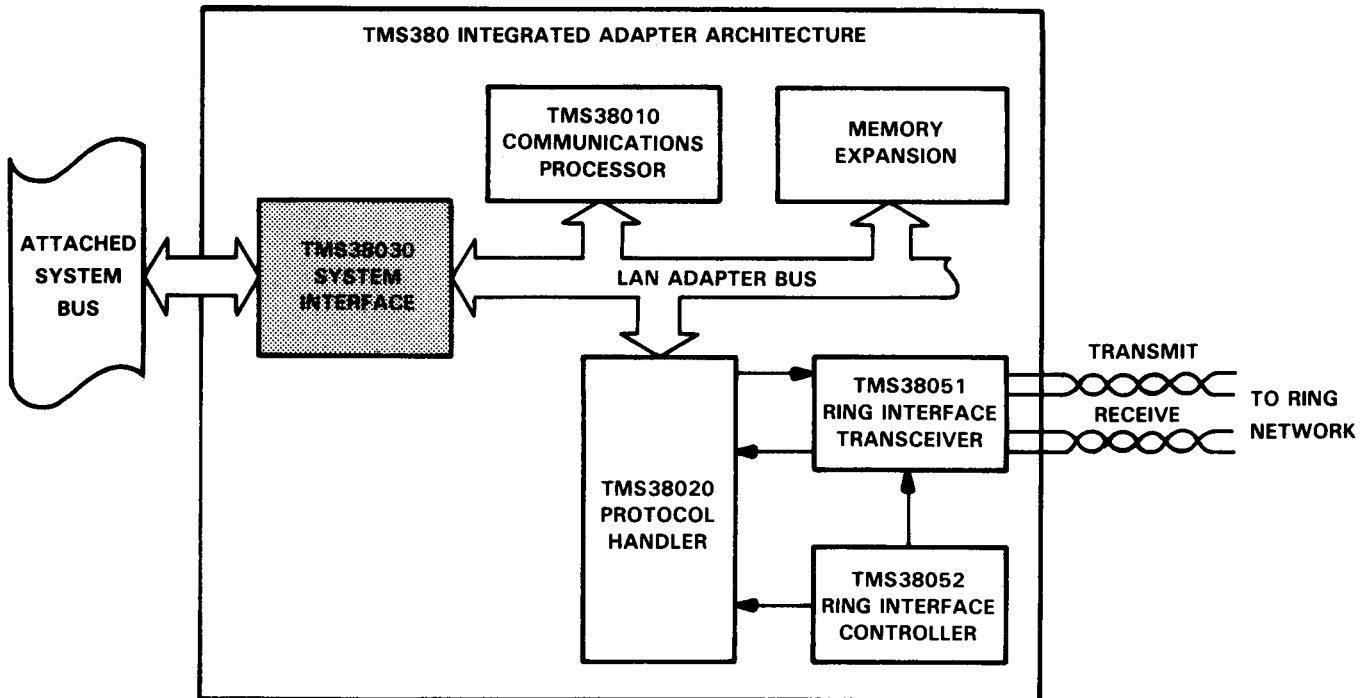 TMS380 INTEGRATED ADAPTER ARCHITECTURE
TMS38010
COMMUNICATIONS
PROCESSOR
MEMORY
EXPANSION
ATTACHED
SYSTEM
BUS
TMS38030
SYSTEM
INTERFACE
LAN ADAPTER BUS
TMS38020
PROTOCOL
HANDLER
TMS38051
RING INTERFACE
TRANSCEIVER
TMS38052
RING INTERFACE
CONTROLLER
TRANSMIT
RECEIVE
TO RING
NETWORK